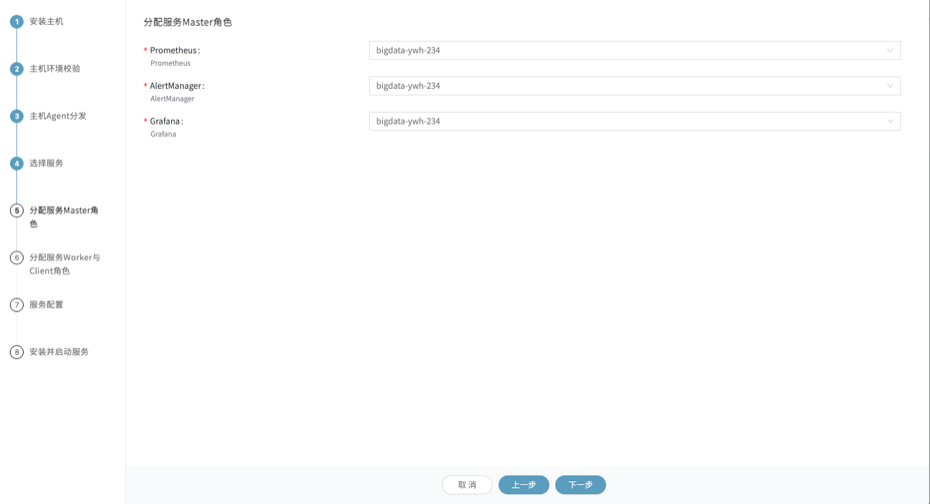 1 安装主机
2 主机环境校验
3 主机Agent分发
4 选择服务
5 分配服务Master角
色
6 分配服务Worker与
Client角色
7 服务配置
8 安装并启动服务
分配服务Master角色
* Prometheus:
Prometheus
bigdata-ywh-234
* AlertManager:
AlertManager
bigdata-ywh-234
* Grafana:
Grafana
bigdata-ywh-234
取消 上一步 下一步